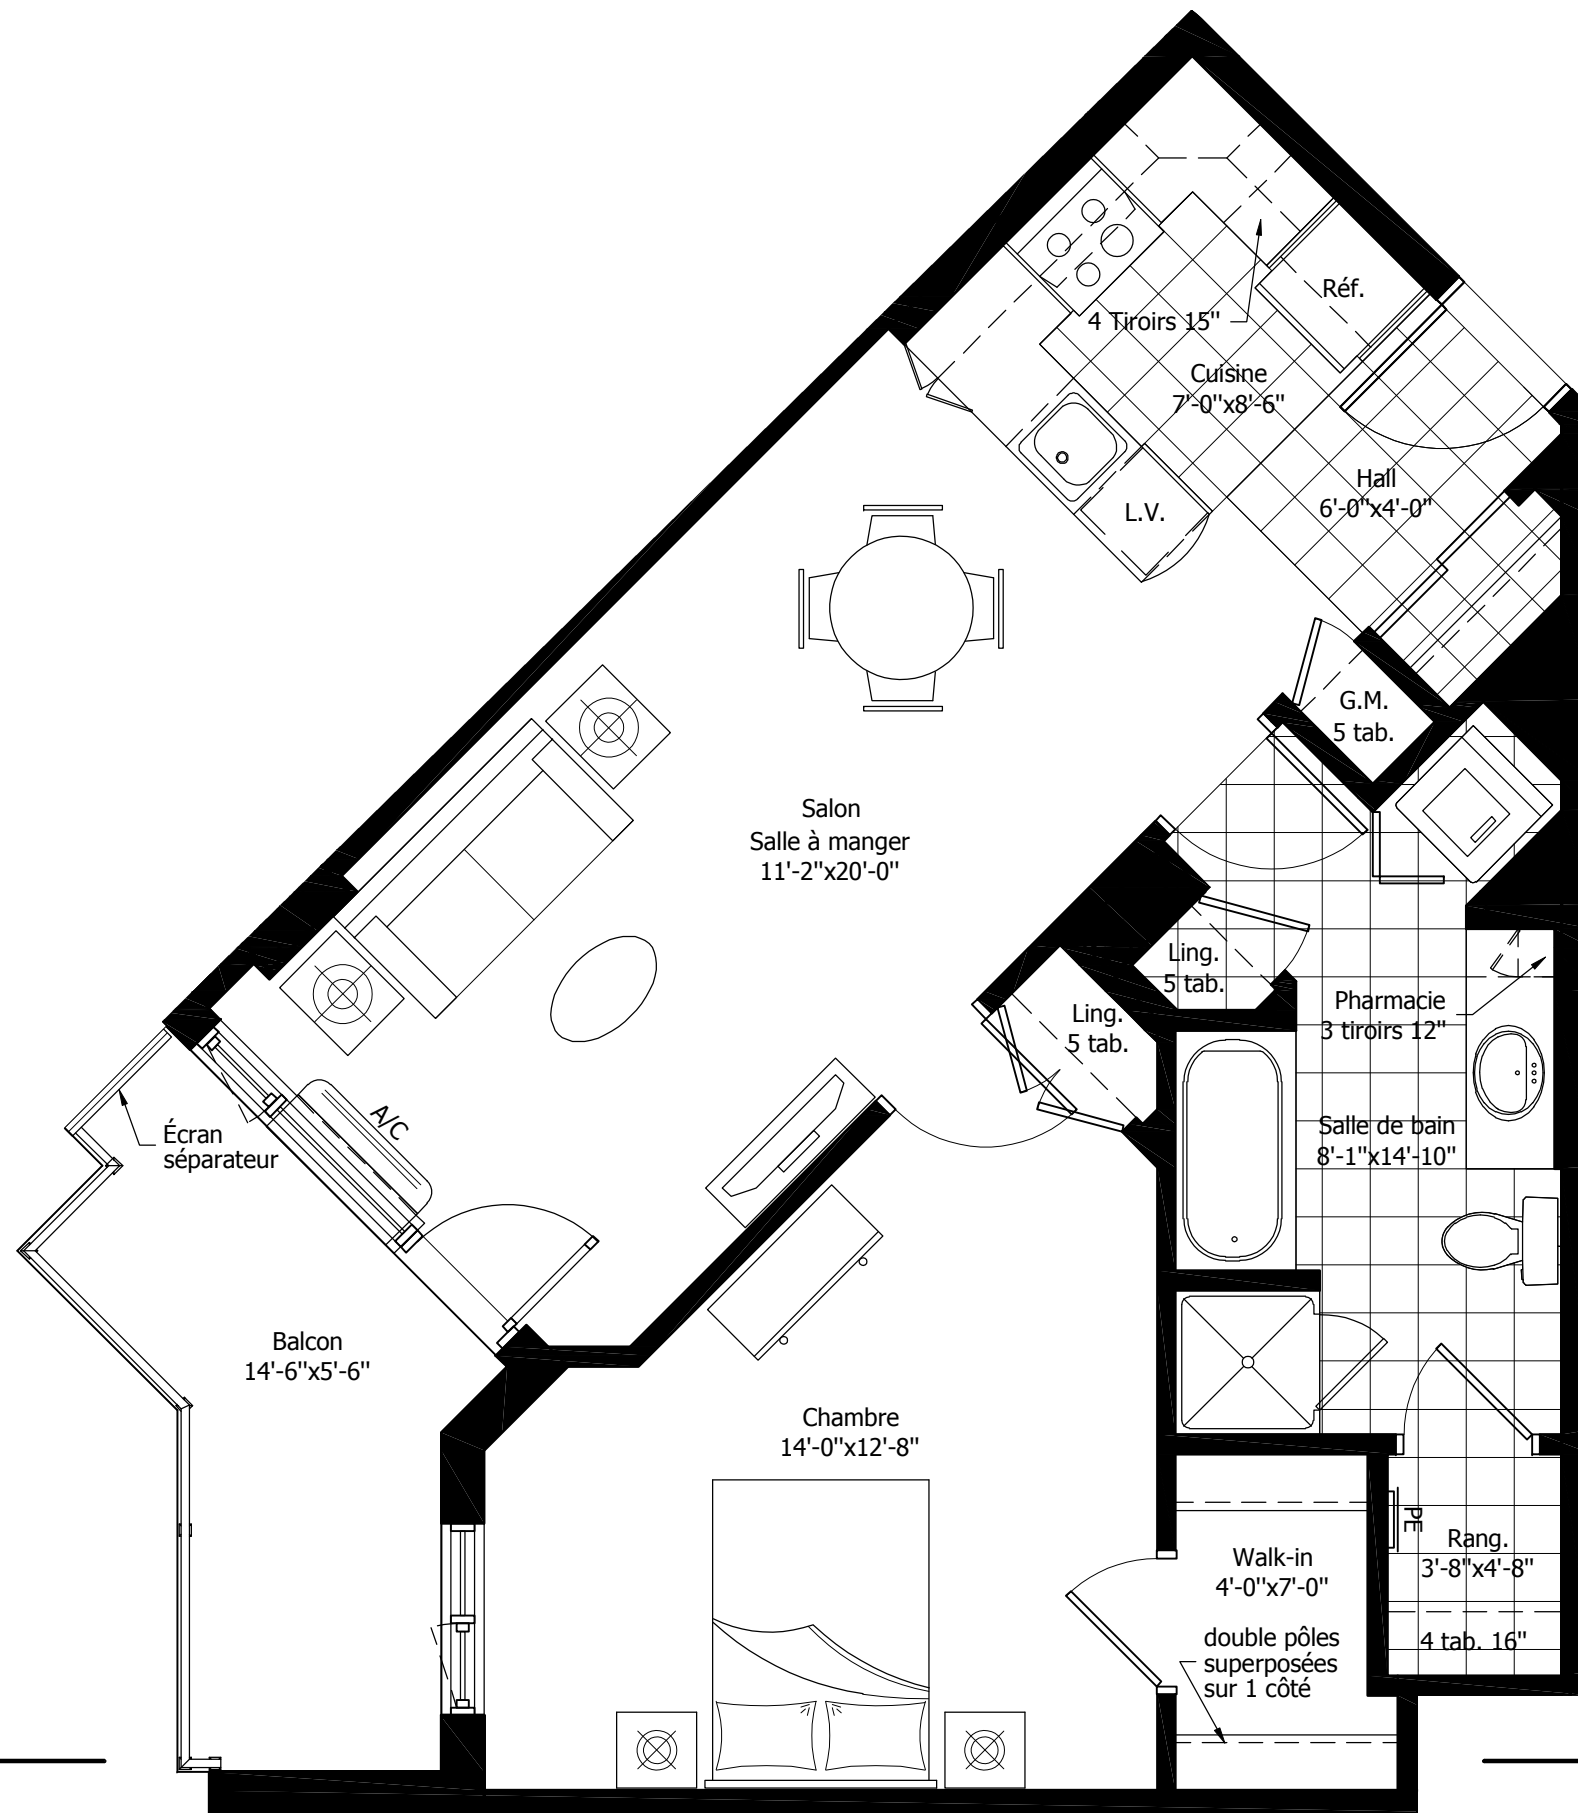 Réf.
4 Tiroirs 15"
Cuisine
7'-0"x8'-6"
Hall
6'-0"x4'-0"
L.V.
G.M.
5 tab.
Salon
Salle à manger
11'-2"x20'-0"
Ling.
5 tab.
Ling.
5 tab.
Pharmacie
3 tiroirs 12"
A/C
Écran
séparateur
Salle de bain
8'-1"x14'-10"
Balcon
14'-6"x5'-6"
Chambre
14'-0"x12'-8"
PE
Rang.
3'-8"x4'-8"
Walk-in
4'-0"x7'-0"
double pôles
superposées
sur 1 côté
4 tab. 16"